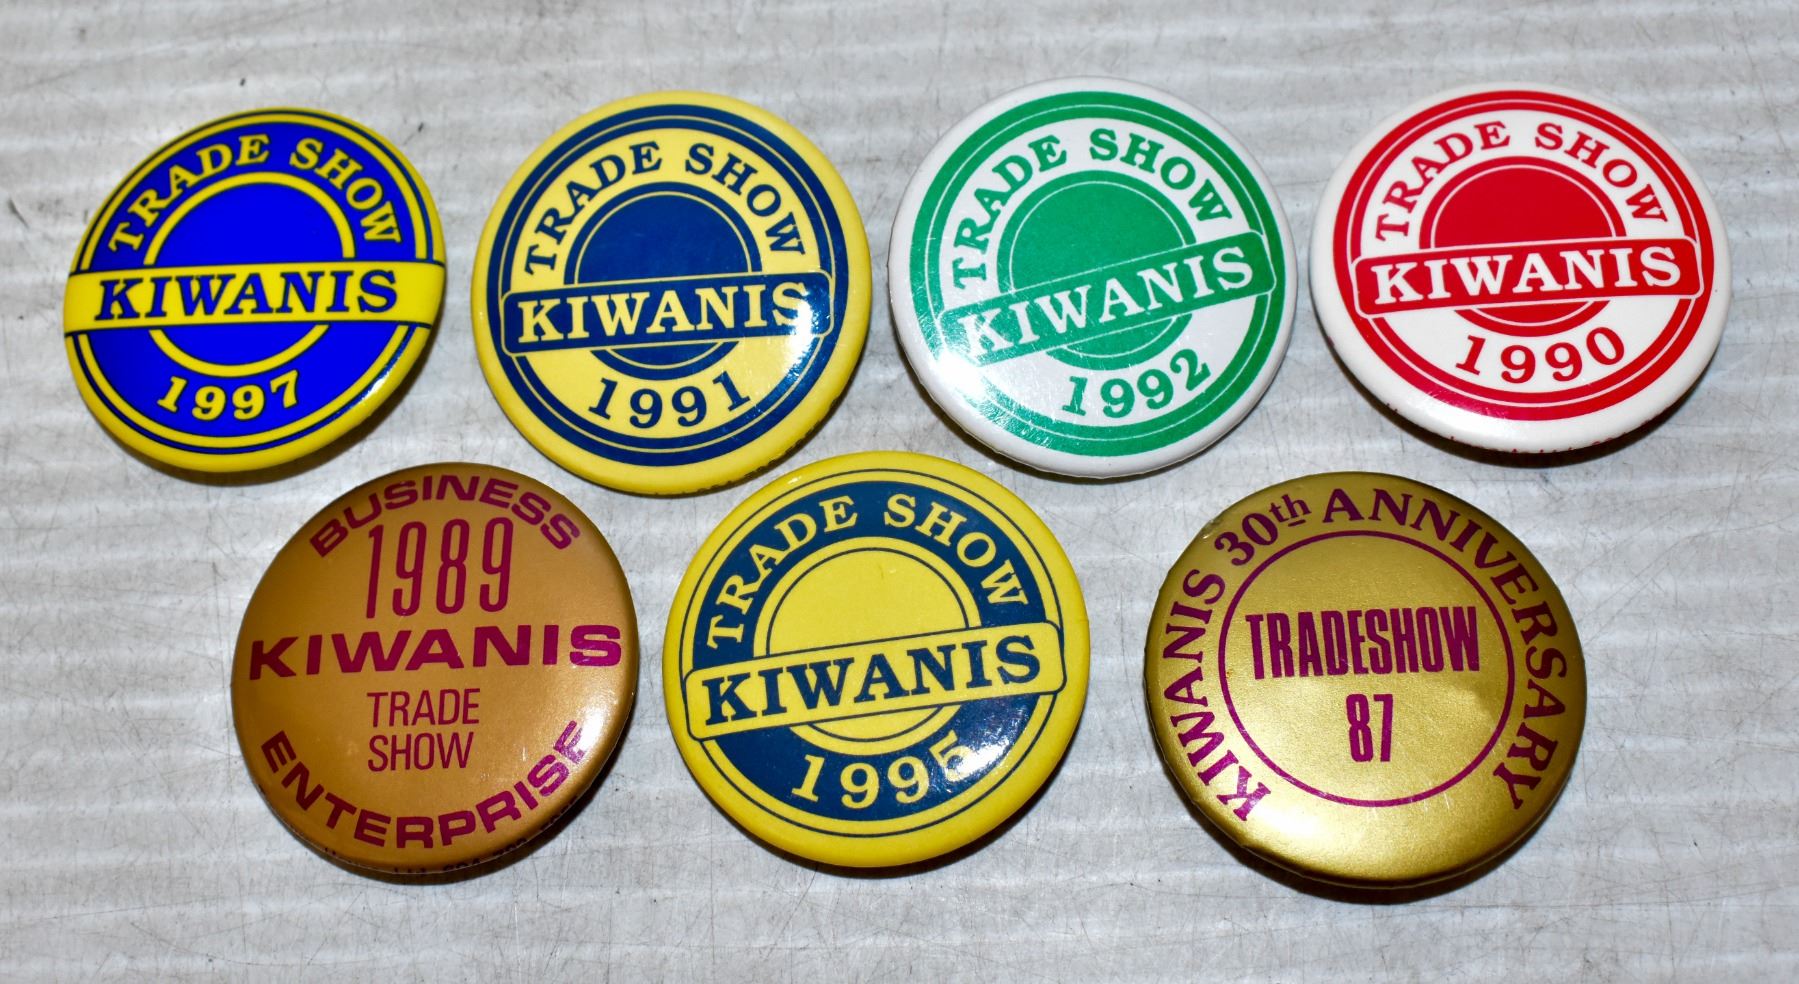 TRADE SHOW
KIWANIS
1997
TRADE SHOW
KIWANIS
1991
TRADE SHOW
KIWANIS
1992
TRADE SHOW
KIWANIS
1990
BUSINESS
1989
KIWANIS
TRADE
SHOW
ENTERPRISE
TRADE SHOW
KIWANIS
1995
KIWANIS 30th ANNIVERSARY
TRADESHOW
87